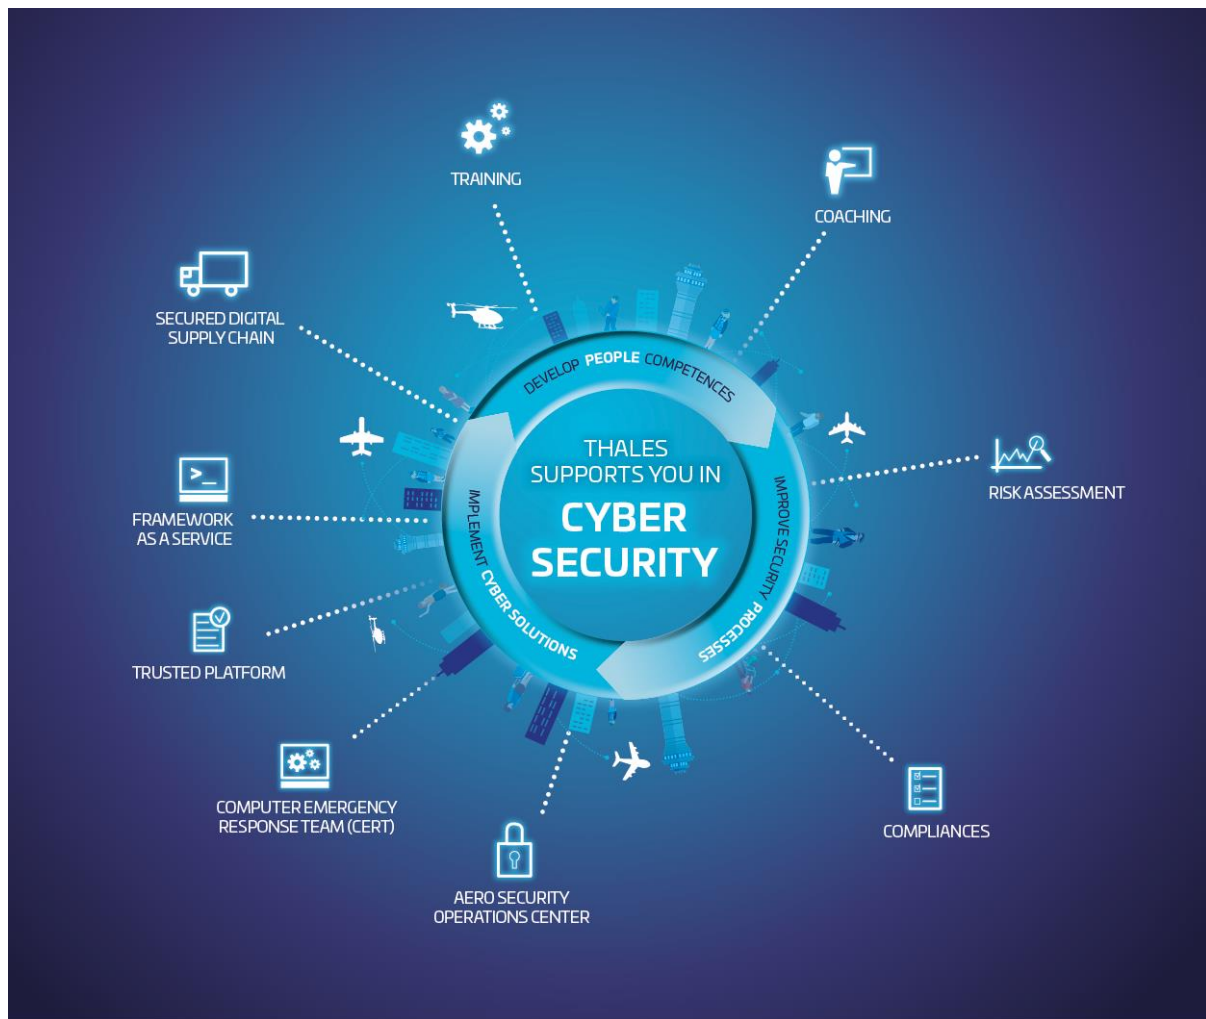 TRAINING
COACHING
SECURED DIGITAL
SUPPLY CHAIN
DEVELOP PEOPLE COMPETENCES
THALES
SUPPORTS YOU IN
CYBER
SECURITY
IMPROVE SECURITY PROCESSES
IMPLEMENT CYBER SOLUTIONS
RISK ASSESSMENT
>_
FRAMEWORK
AS A SERVICE
TRUSTED PLATFORM
COMPUTER EMERGENCY
RESPONSE TEAM (CERT)
COMPLIANCES
AERO SECURITY
OPERATIONS CENTER